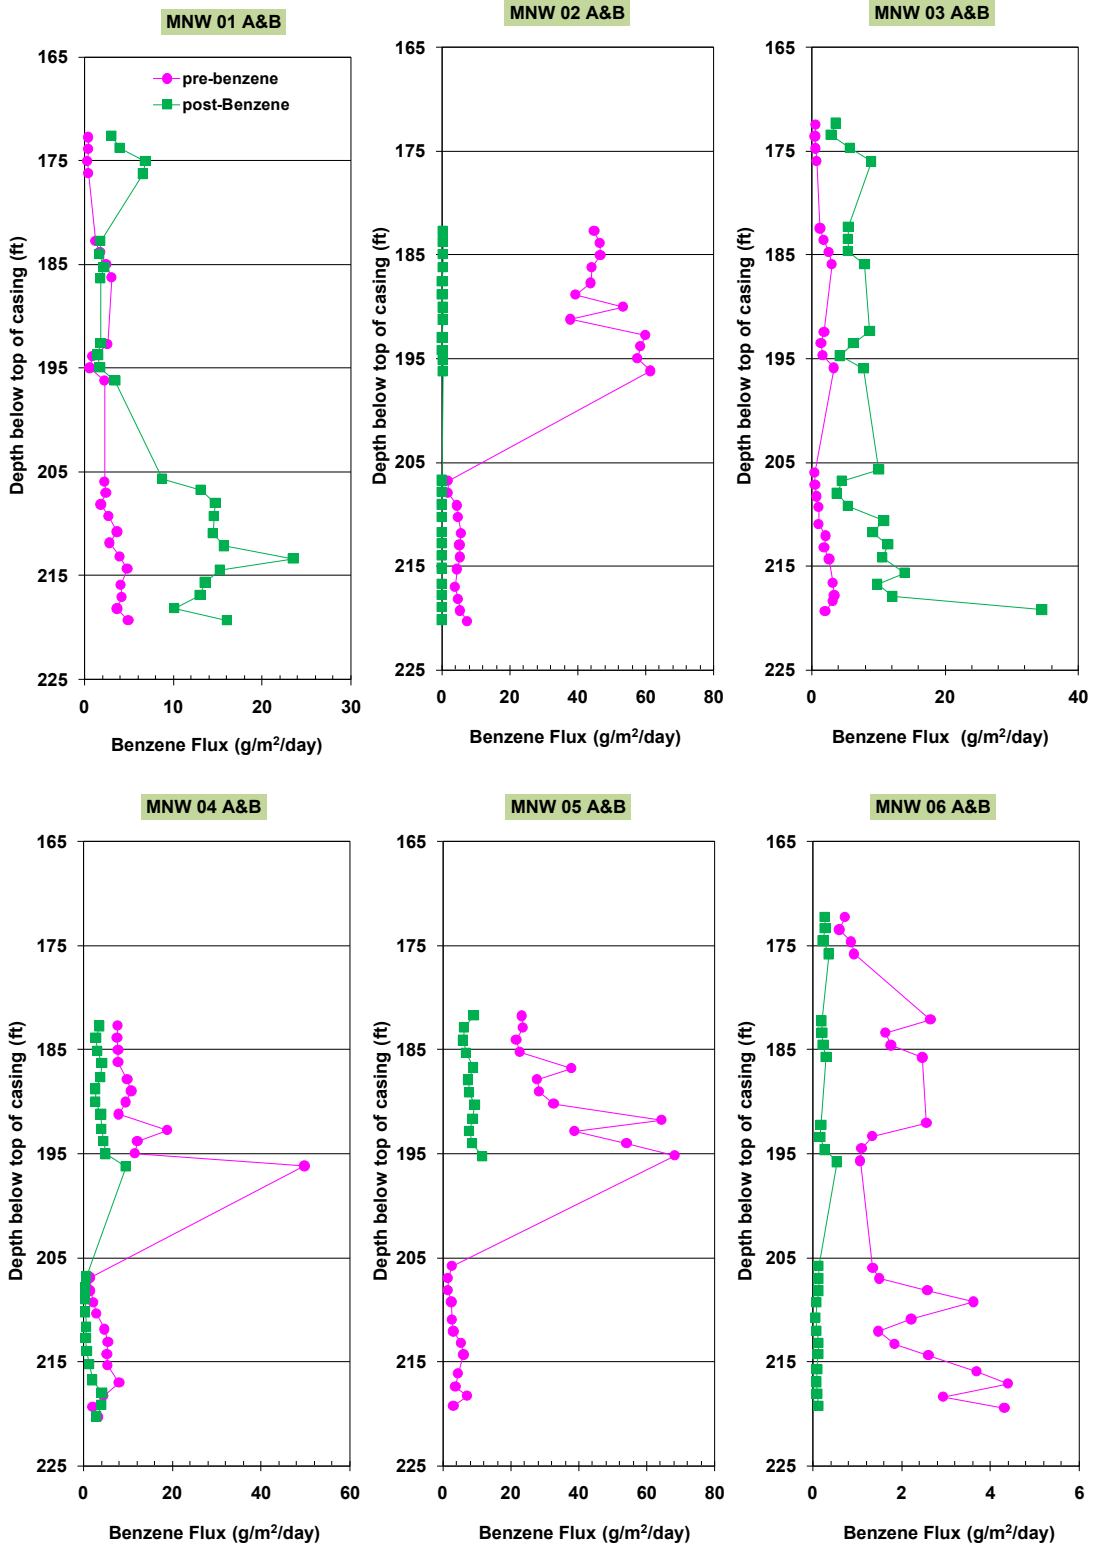 MNW 01 A&B
165
175
185
195
205
215
225
Depth below top of casing (ft)
pre-benzene
post-Benzene
0 10 20 30
Benzene Flux (g/m²/day)
MNW 02 A&B
165
175
185
195
205
215
225
Depth below top of casing (ft)
0 20 40 60 80
Benzene Flux (g/m²/day)
MNW 03 A&B
165
175
185
195
205
215
225
Depth below top of casing (ft)
0 20 40
Benzene Flux (g/m²/day)
MNW 04 A&B
165
175
185
195
205
215
225
Depth below top of casing (ft)
0 20 40 60
Benzene Flux (g/m²/day)
MNW 05 A&B
165
175
185
195
205
215
225
Depth below top of casing (ft)
0 20 40 60 80
Benzene Flux (g/m²/day)
MNW 06 A&B
165
175
185
195
205
215
225
Depth below top of casing (ft)
0 2 4 6
Benzene Flux (g/m²/day)